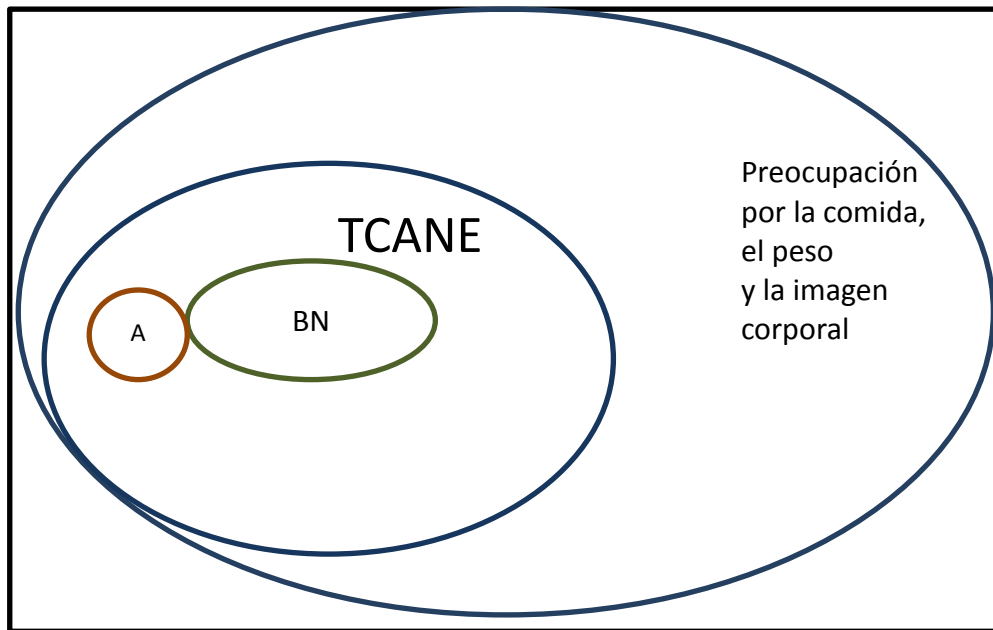 TCANE
A
BN
Preocupación
por la comida,
el peso
y la imagen
corporal